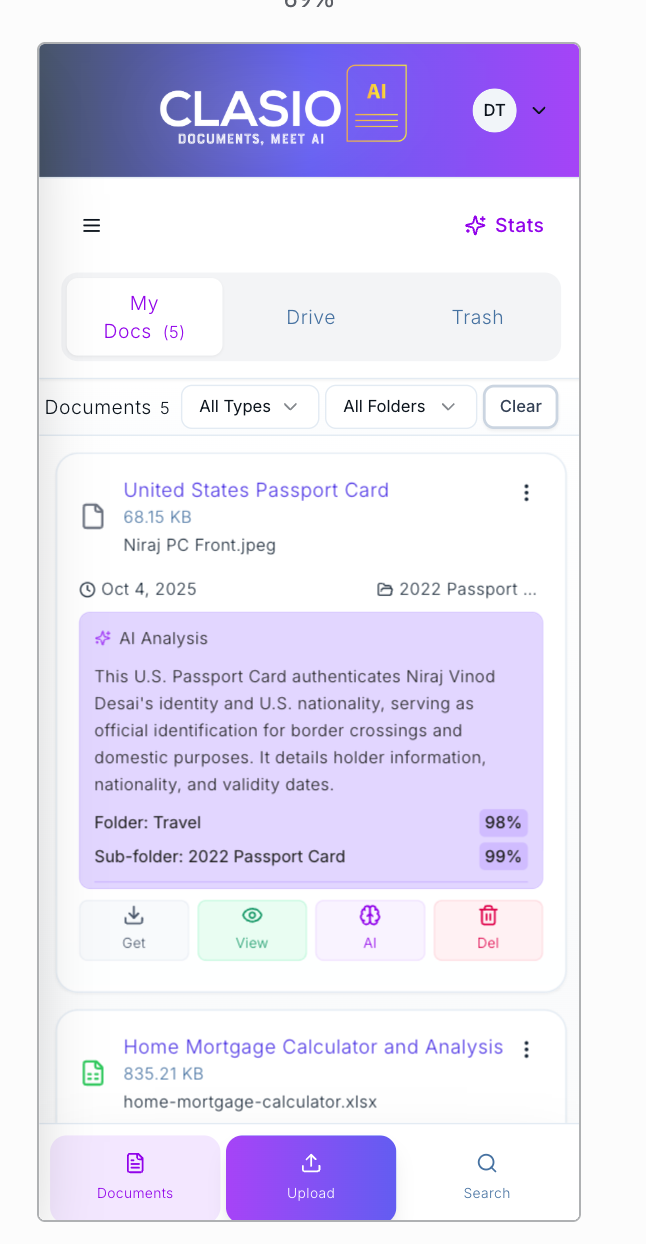 69%
CLASIO
AI
DOCUMENTS, MEET AI
DT
Stats
My
Docs (5)
Drive
Trash
Documents 5
All Types
All Folders
Clear
United States Passport Card
68.15 KB
Niraj PC Front.jpeg
Oct 4, 2025
2022 Passport ...
AI Analysis
This U.S. Passport Card authenticates Niraj Vinod
Desai's identity and U.S. nationality, serving as
official identification for border crossings and
domestic purposes. It details holder information,
nationality, and validity dates.
Folder: Travel 98%
Sub-folder: 2022 Passport Card 99%
Get
View
AI
Del
Home Mortgage Calculator and Analysis
835.21 KB
home-mortgage-calculator.xlsx
Documents
Upload
Search